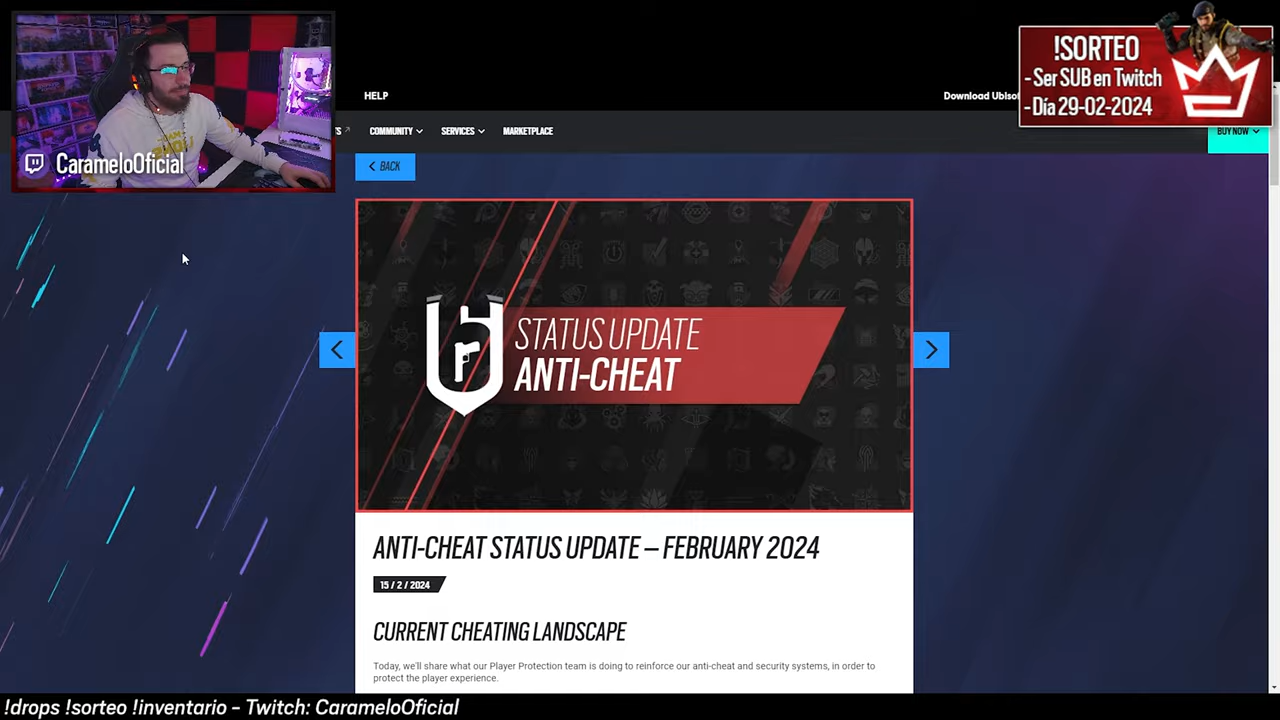 !SORTEO
- Ser SUB en Twitch
- Día 29-02-2024
HELP
Download Ubiso
COMMUNITY
SERVICES
MARKETPLACE
BUY NOW
CarameloOficial
BACK
STATUS UPDATE
ANTI-CHEAT
ANTI-CHEAT STATUS UPDATE – FEBRUARY 2024
15 / 2 / 2024
CURRENT CHEATING LANDSCAPE
Today, we'll share what our Player Protection team is doing to reinforce our anti-cheat and security systems, in order to
protect the player experience.
!drops !sorteo !inventario - Twitch: CarameloOficial